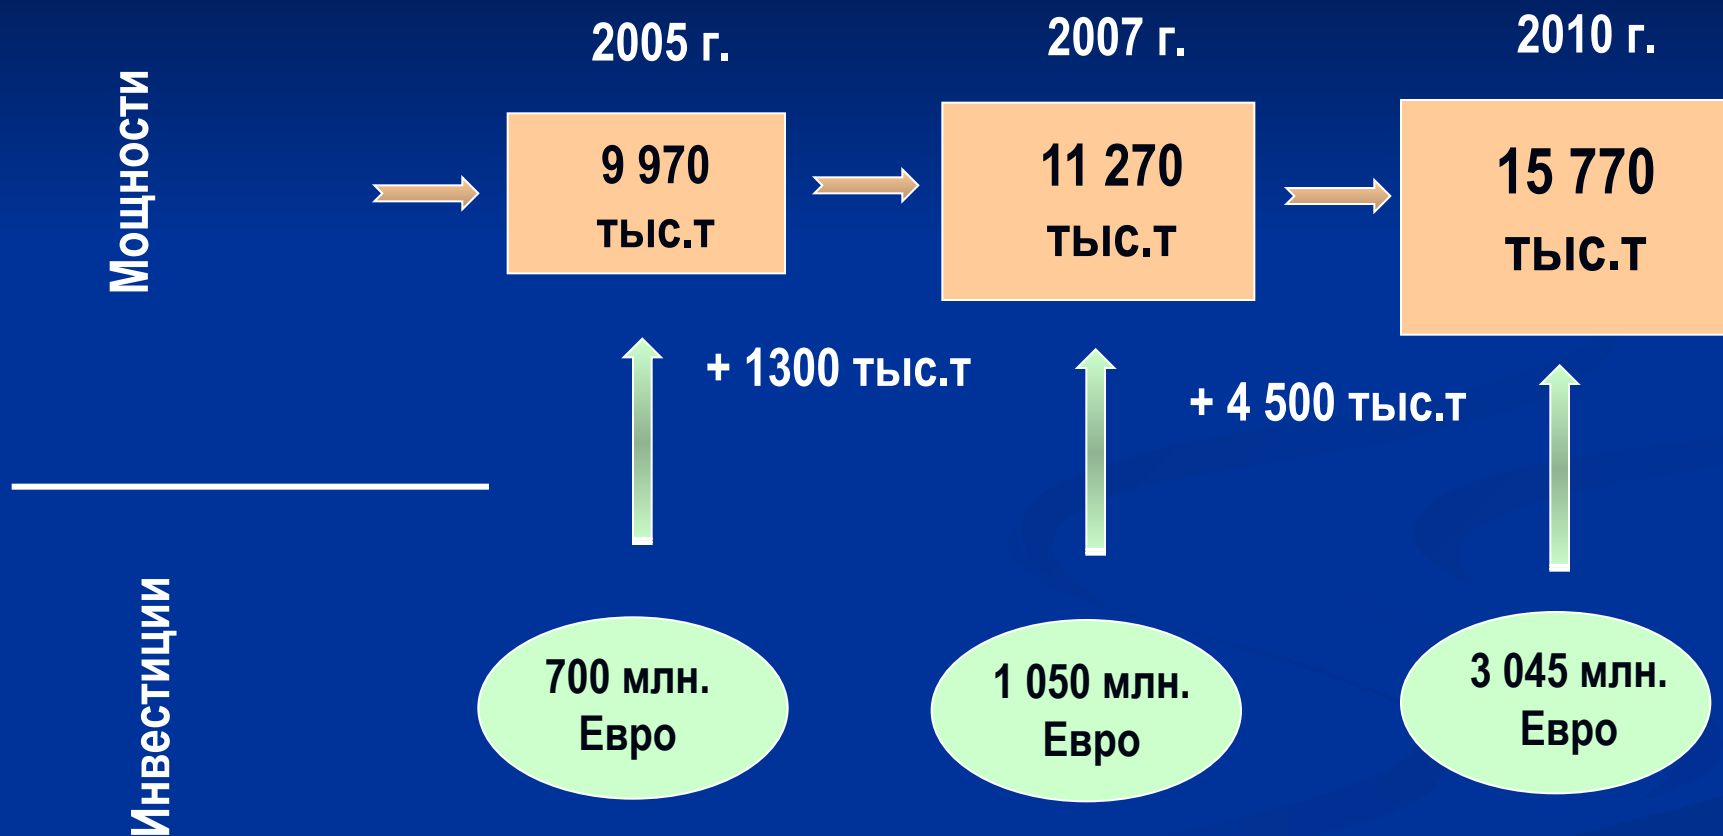 2005 г.
2007 г.
2010 г.
Мощности
9 970
тыс.т
11 270
тыс.т
15 770
тыс.т
+ 1300 тыс.т
+ 4 500 тыс.т
Инвестиции
700 млн.
Евро
1 050 млн.
Евро
3 045 млн.
Евро